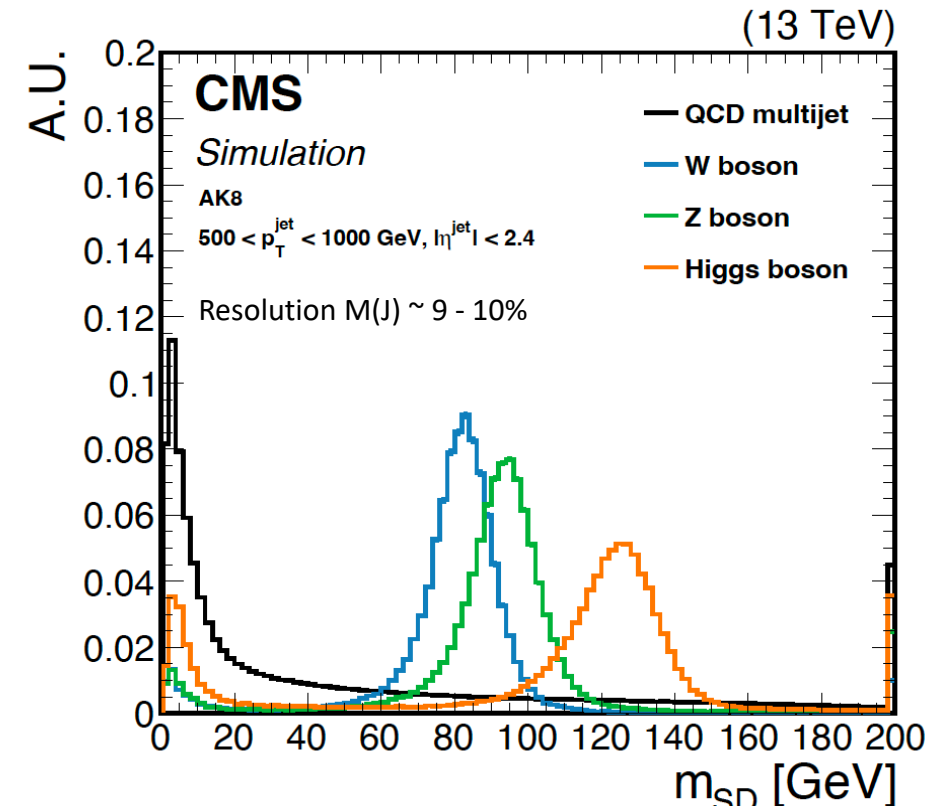 (13 TeV)
A.U.
0.2
0.18
0.16
0.14
0.12
0.1
0.08
0.06
0.04
0.02
0
CMS
Simulation
AK8
500 < p_T^jet < 1000 GeV, |η^jet| < 2.4
Resolution M(J) ~ 9 - 10%
QCD multijet
W boson
Z boson
Higgs boson
0 20 40 60 80 100 120 140 160 180 200
m_SD [GeV]